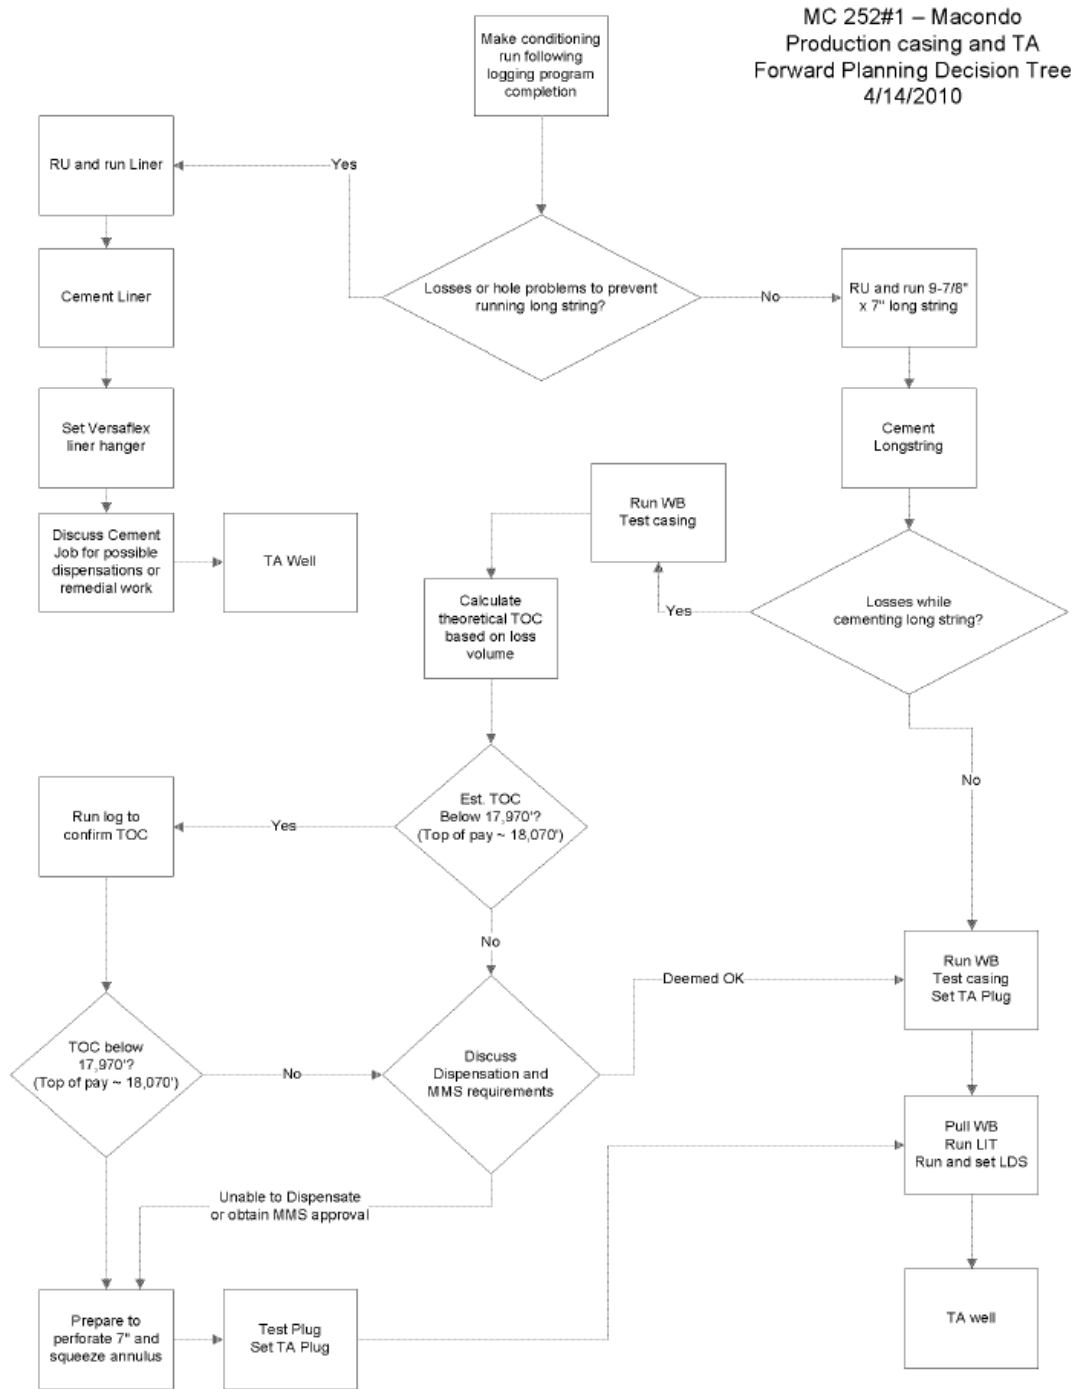 MC 252#1 – Macondo
Production casing and TA
Forward Planning Decision Tree
4/14/2010
Make conditioning
run following
logging program
completion
Losses or hole problems to prevent
running long string?
Yes
RU and run Liner
Cement Liner
Set Versaflex
liner hanger
Discuss Cement
Job for possible
dispensations or
remedial work
TA Well
No
RU and run 9-7/8"
x 7" long string
Cement
Longstring
Losses while
cementing long string?
Yes
Run WB
Test casing
Calculate
theoretical TOC
based on loss
volume
Est. TOC
Below 17,970'?
(Top of pay ~ 18,070')
Yes
Run log to
confirm TOC
TOC below
17,970'?
(Top of pay ~ 18,070')
No
No
Discuss
Dispensation and
MMS requirements
Deemed OK
Unable to Dispensate
or obtain MMS approval
Prepare to
perforate 7" and
squeeze annulus
Test Plug
Set TA Plug
No
Run WB
Test casing
Set TA Plug
Pull WB
Run LIT
Run and set LDS
TA well